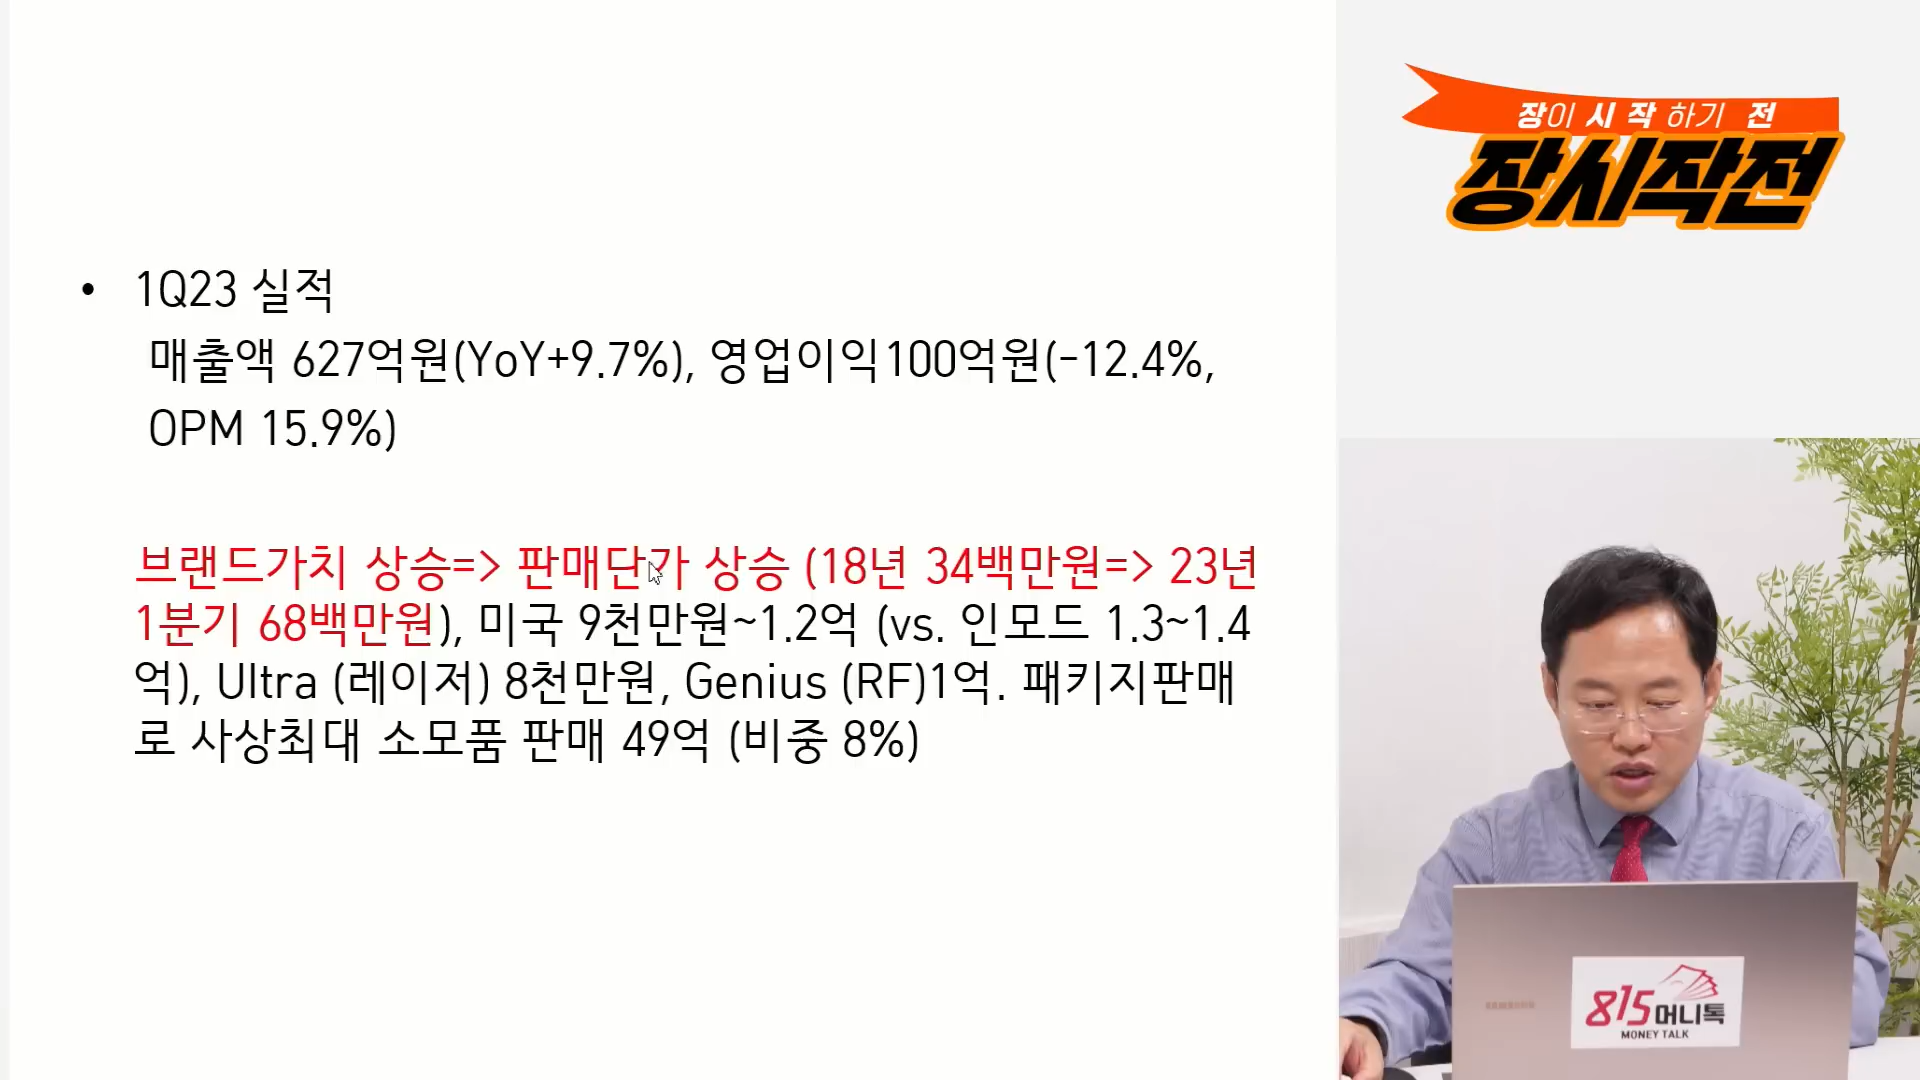 • 1Q23 실적
매출액 627억원(YoY+9.7%), 영업이익100억원(-12.4%,
OPM 15.9%)
브랜드가치 상승=> 판매단가 상승 (18년 34백만원=> 23년
1분기 68백만원), 미국 9천만원~1.2억 (vs. 인모드 1.3~1.4
억), Ultra (레이저) 8천만원, Genius (RF)1억. 패키지판매
로 사상최대 소모품 판매 49억 (비중 8%)
장이 시작하기 전
장시작전
SAMSUNG
815머니톡
MONEY TALK